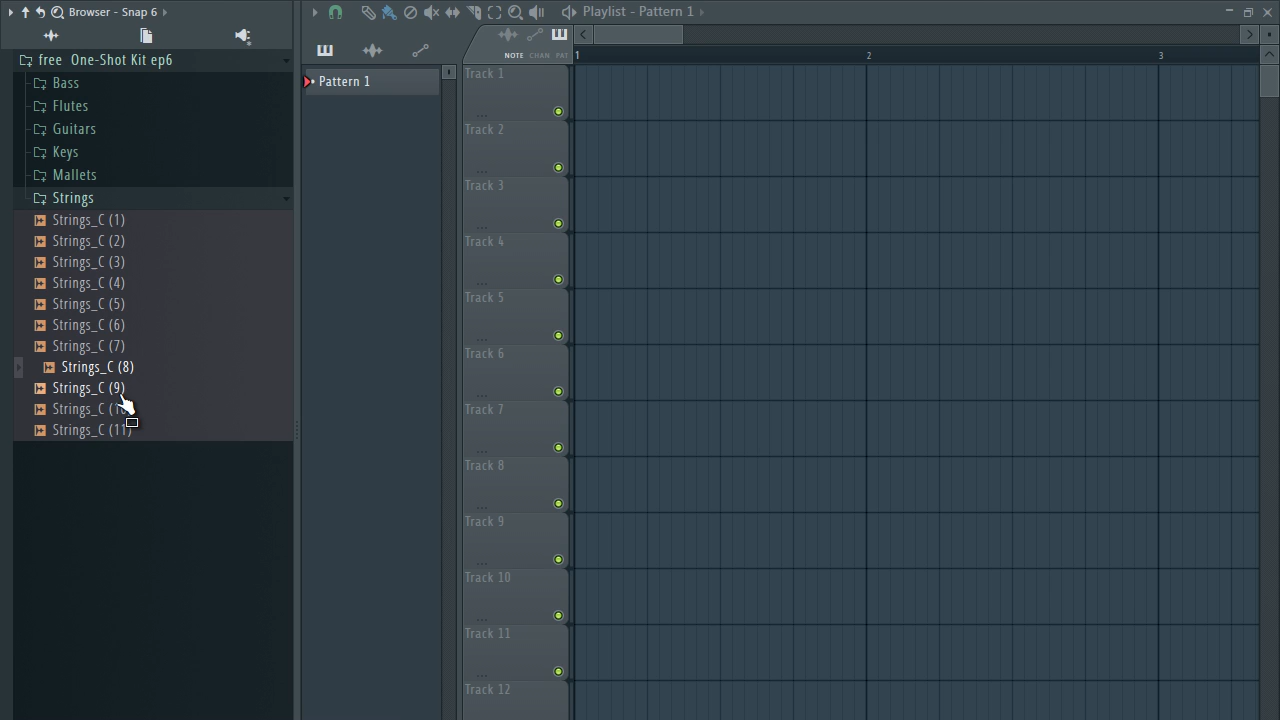 Browser - Snap 6
Playlist - Pattern 1
NOTE CHAN PAT
1 2 3
free One-Shot Kit ep6
Bass
Flutes
Guitars
Keys
Mallets
Strings
Strings_C (1)
Strings_C (2)
Strings_C (3)
Strings_C (4)
Strings_C (5)
Strings_C (6)
Strings_C (7)
Strings_C (8)
Strings_C (9)
Strings_C
Strings_C (11)
Pattern 1
Track 1
Track 2
Track 3
Track 4
Track 5
Track 6
Track 7
Track 8
Track 9
Track 10
Track 11
Track 12